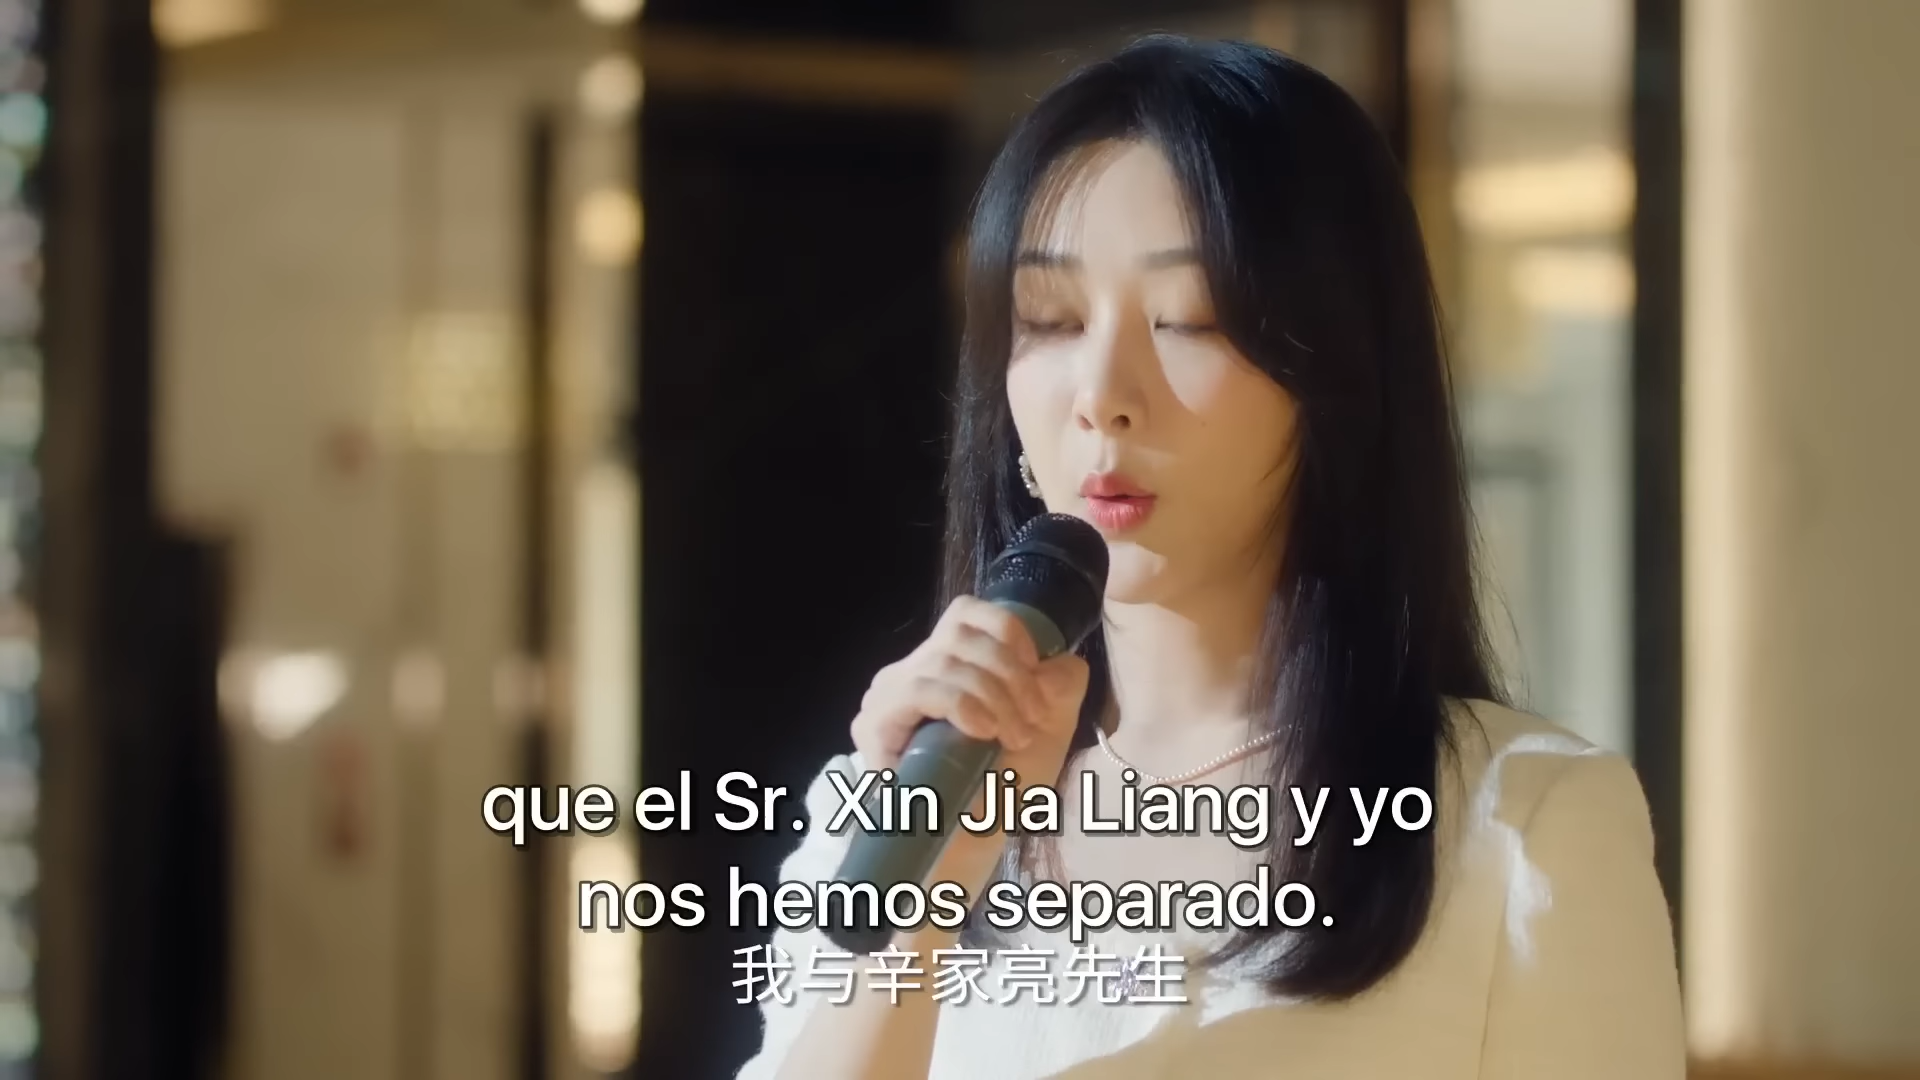 que el Sr. Xin Jia Liang y yo
nos hemos separado.
我与辛家亮先生